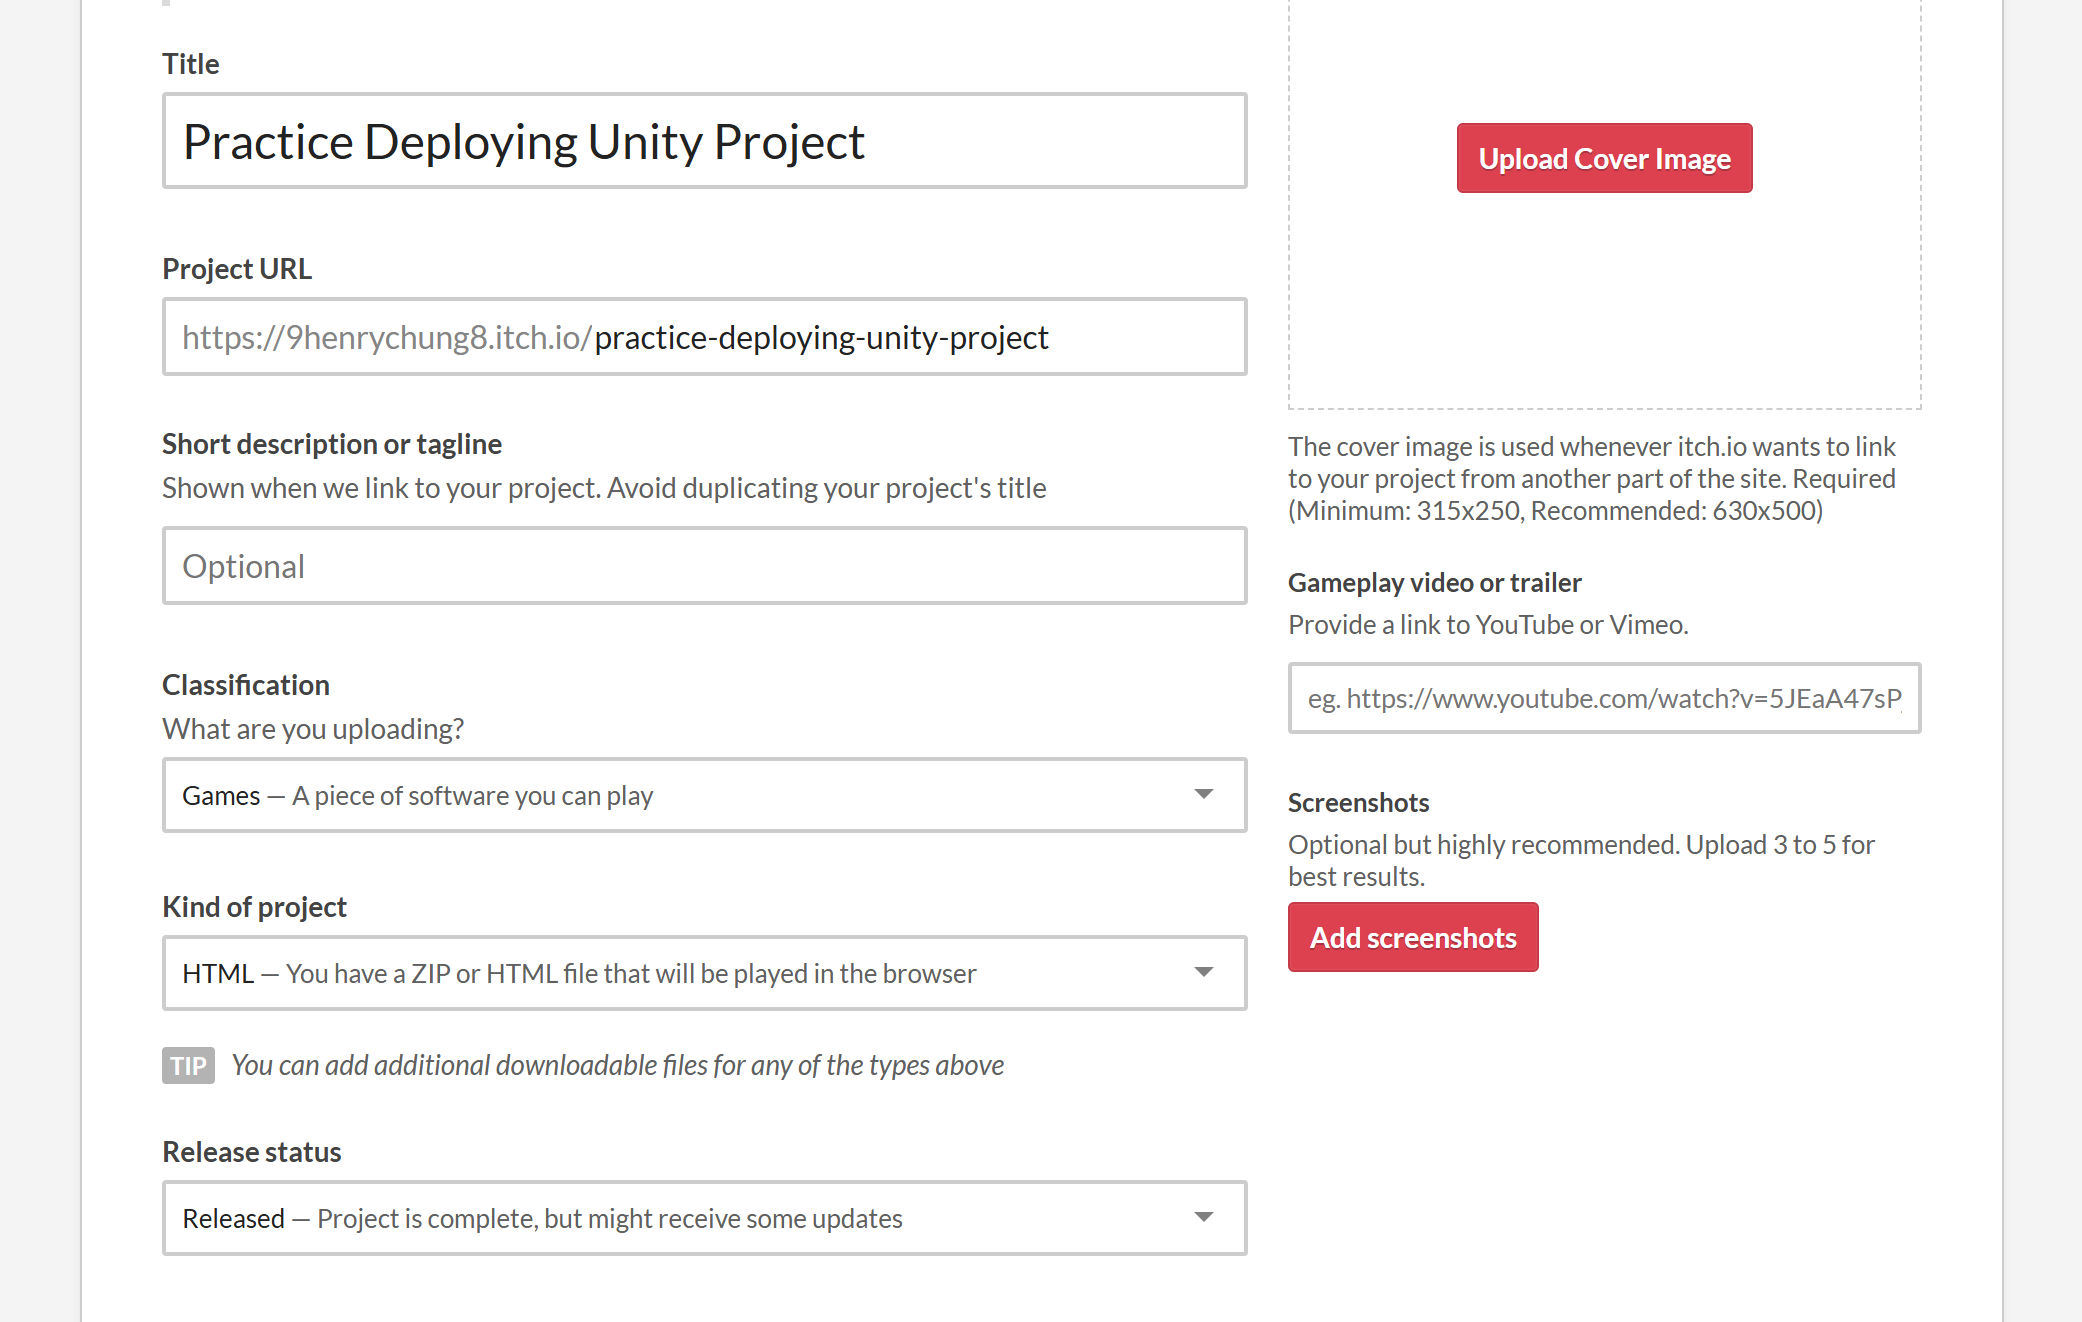 Title
Practice Deploying Unity Project
Project URL
https://9henrychung8.itch.io/practice-deploying-unity-project
Short description or tagline
Shown when we link to your project. Avoid duplicating your project's title
Optional
Classification
What are you uploading?
Games — A piece of software you can play
Kind of project
HTML — You have a ZIP or HTML file that will be played in the browser
TIP You can add additional downloadable files for any of the types above
Release status
Released — Project is complete, but might receive some updates
Upload Cover Image
The cover image is used whenever itch.io wants to link
to your project from another part of the site. Required
(Minimum: 315x250, Recommended: 630x500)
Gameplay video or trailer
Provide a link to YouTube or Vimeo.
eg. https://www.youtube.com/watch?v=5JEaA47sP
Screenshots
Optional but highly recommended. Upload 3 to 5 for
best results.
Add screenshots